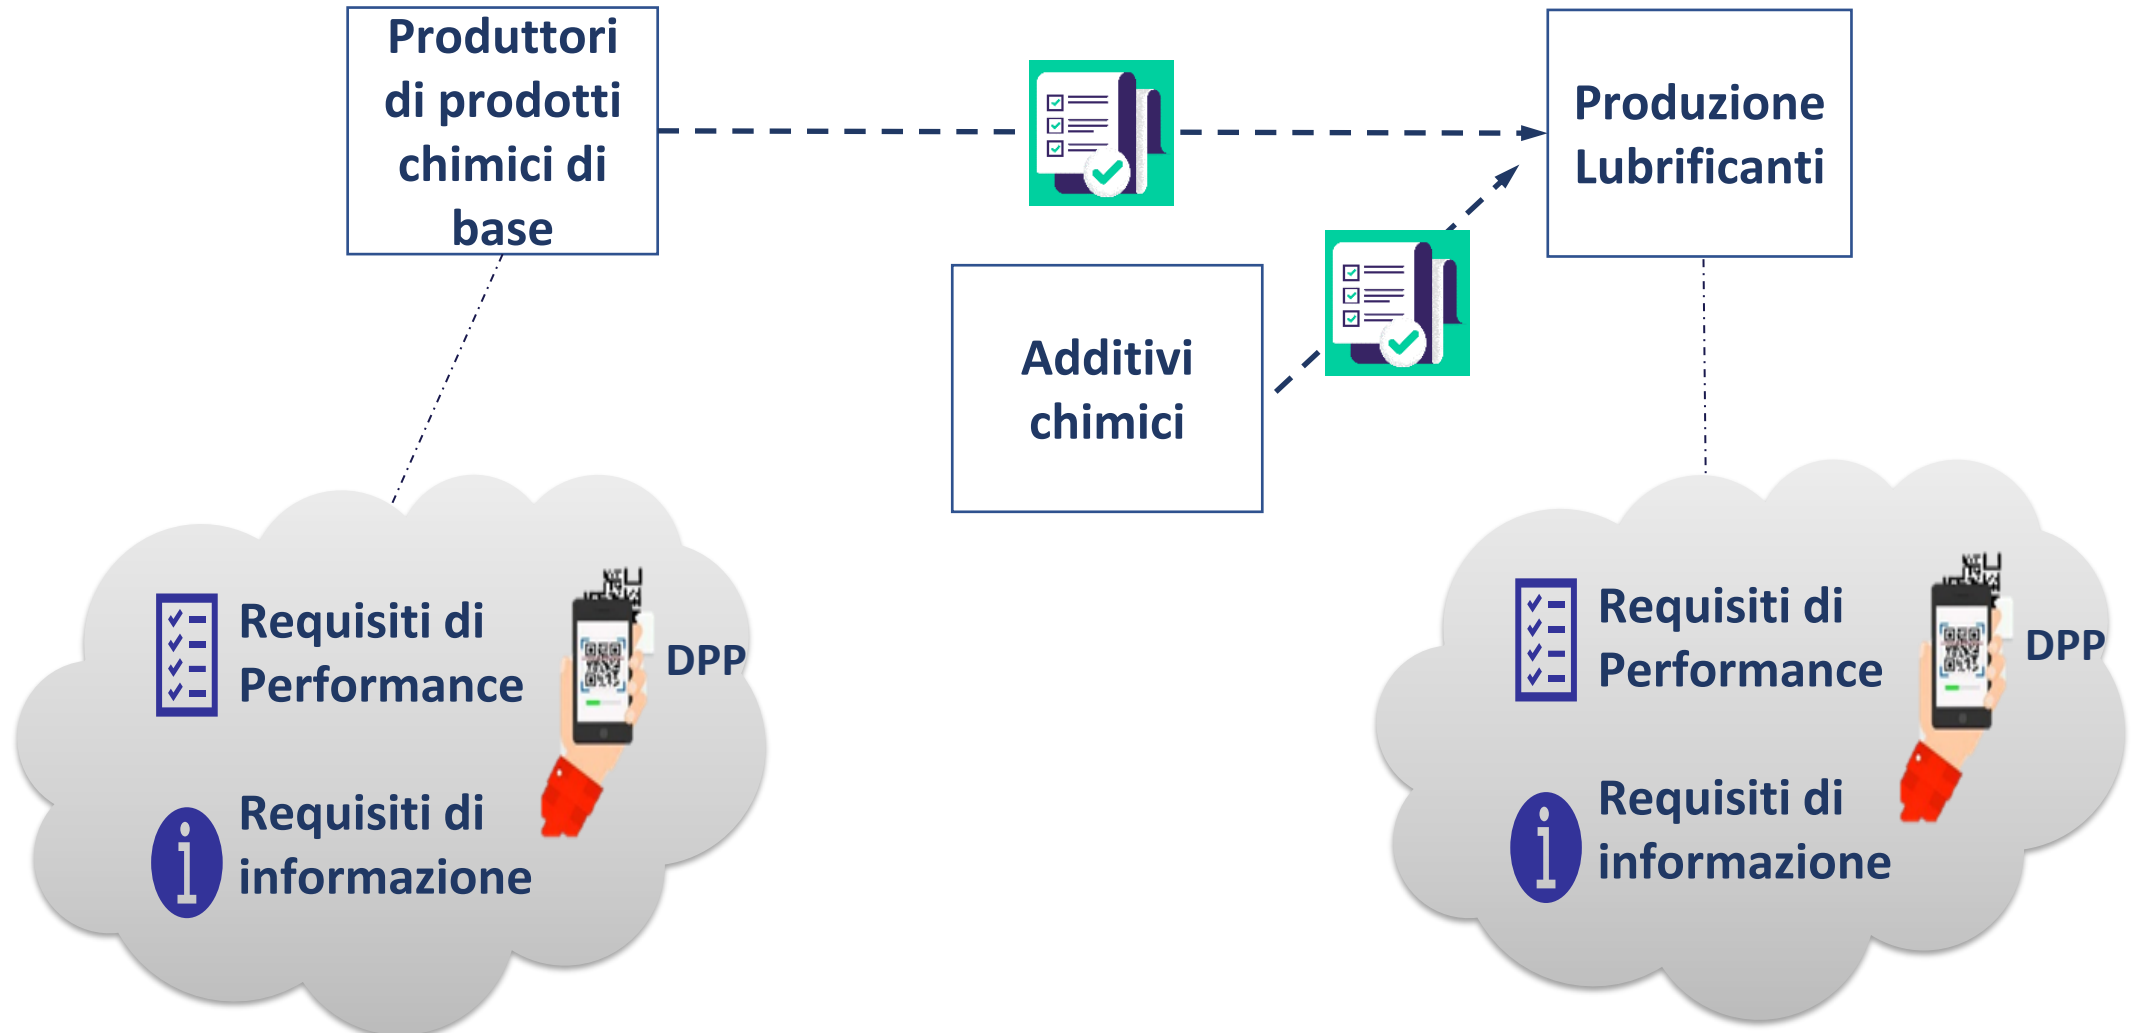 Produttori
di prodotti
chimici di
base
Produzione
Lubrificanti
Additivi
chimici
Requisiti di
Performance
DPP
Requisiti di
informazione
Requisiti di
Performance
DPP
Requisiti di
informazione